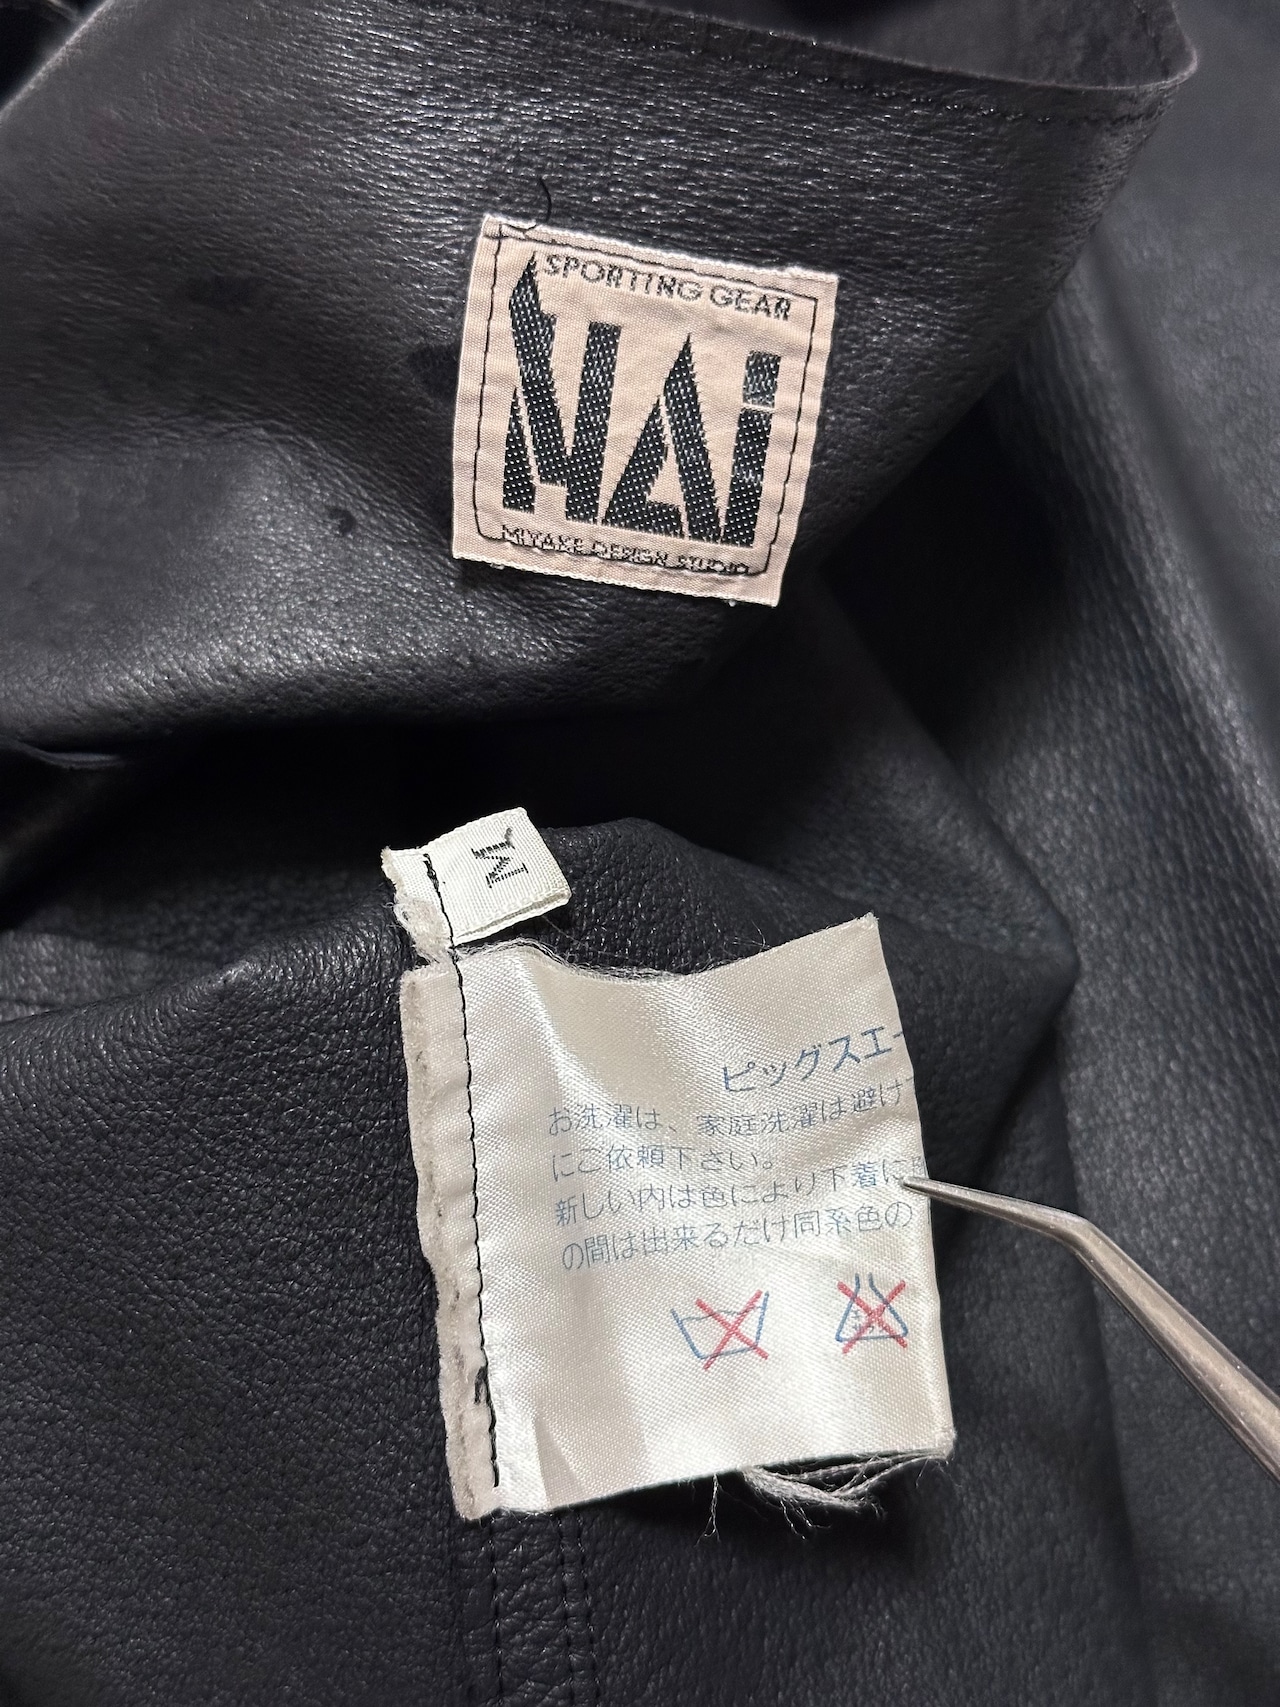 SPORTING GEAR
HAi
MIYAKE DESIGN STUDIO
M
ピッグスエー
お洗濯は、家庭洗濯は避けて
にご依頼下さい。
新しい内は色により下着に
の間は出来るだけ同系色の